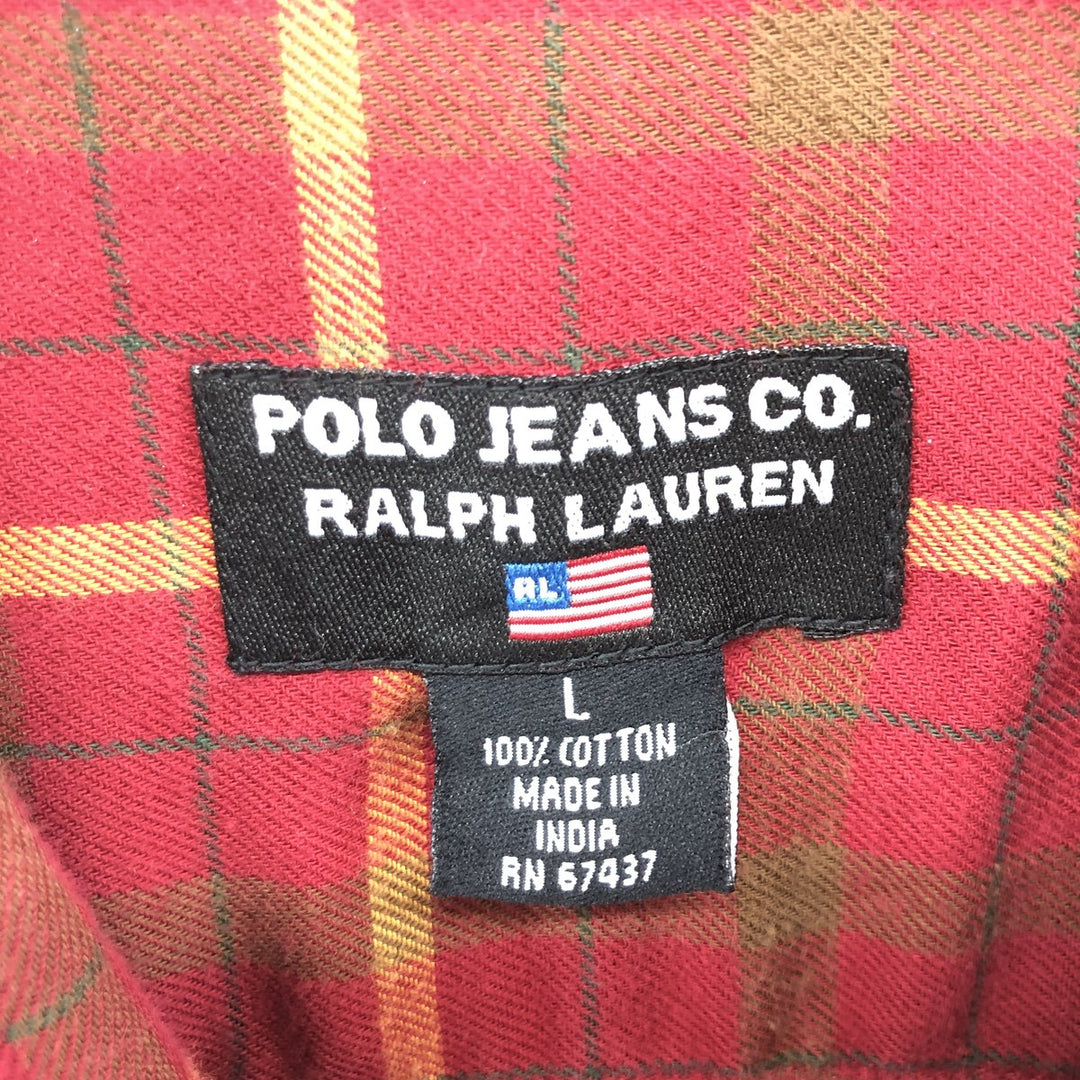 POLO JEANS CO.
RALPH LAUREN
RL
L
100% COTTON
MADE IN
INDIA
RN 67437